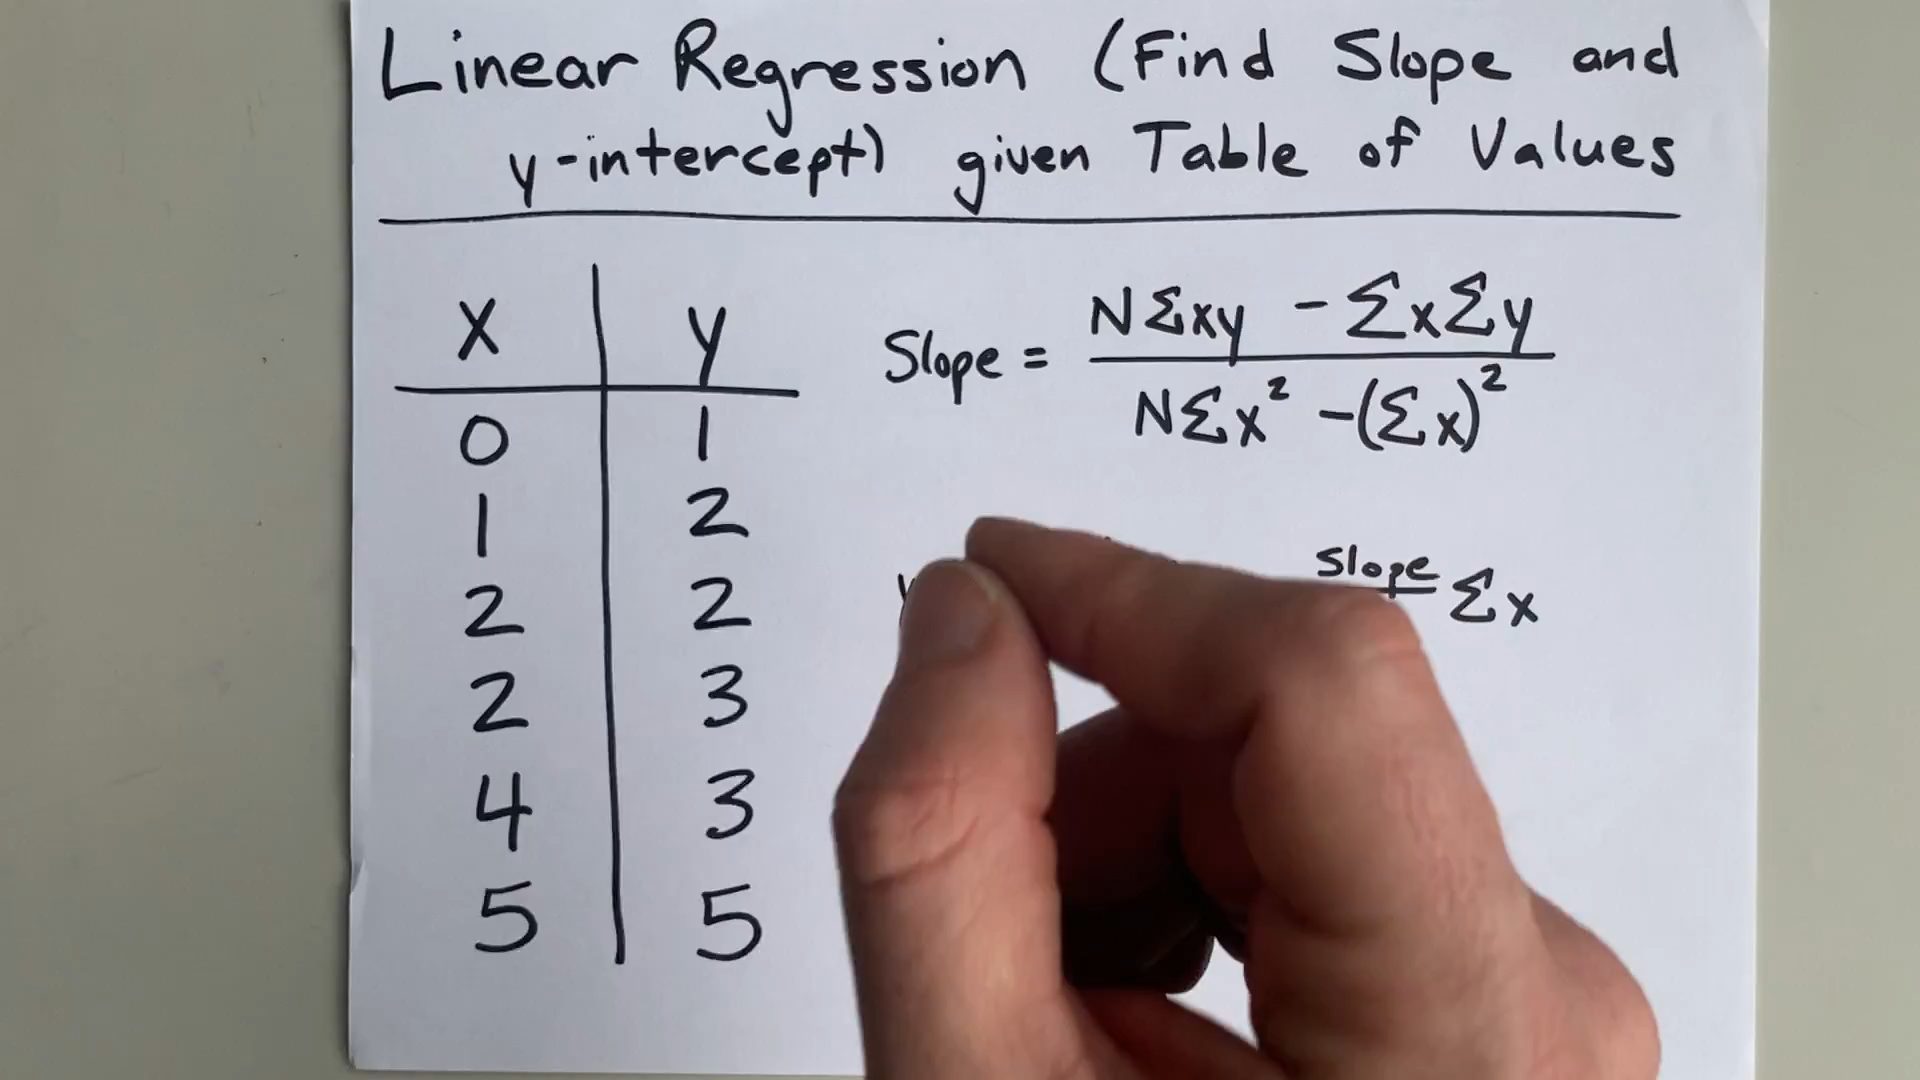 Linear Regression (Find Slope and
y-intercept) given Table of Values
X y
0 1
1 2
2 2
2 3
4 3
5 5
Slope = NΣxy - ΣxΣy
NΣx² -(Σx)²
slope Σx